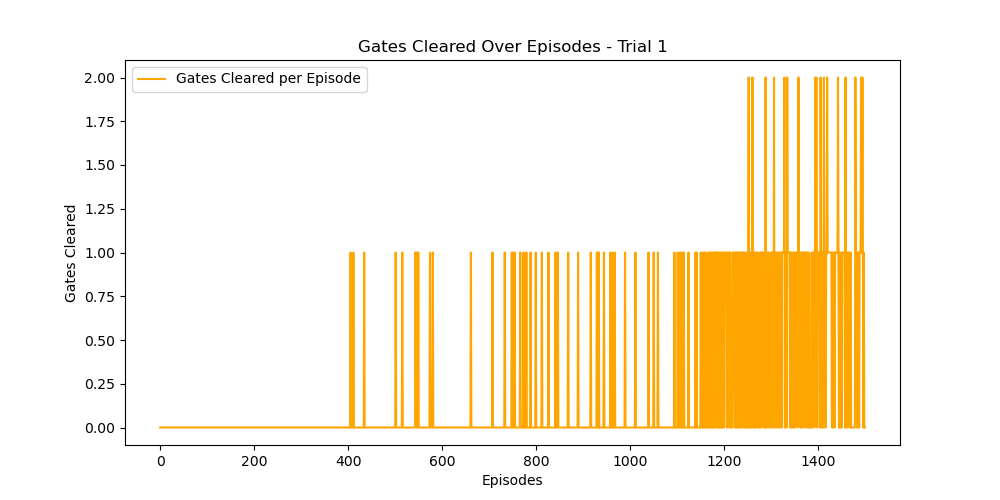 Gates Cleared Over Episodes - Trial 1
Gates Cleared per Episode
2.00
1.75
1.50
1.25
1.00
0.75
0.50
0.25
0.00
Gates Cleared
0 200 400 600 800 1000 1200 1400
Episodes